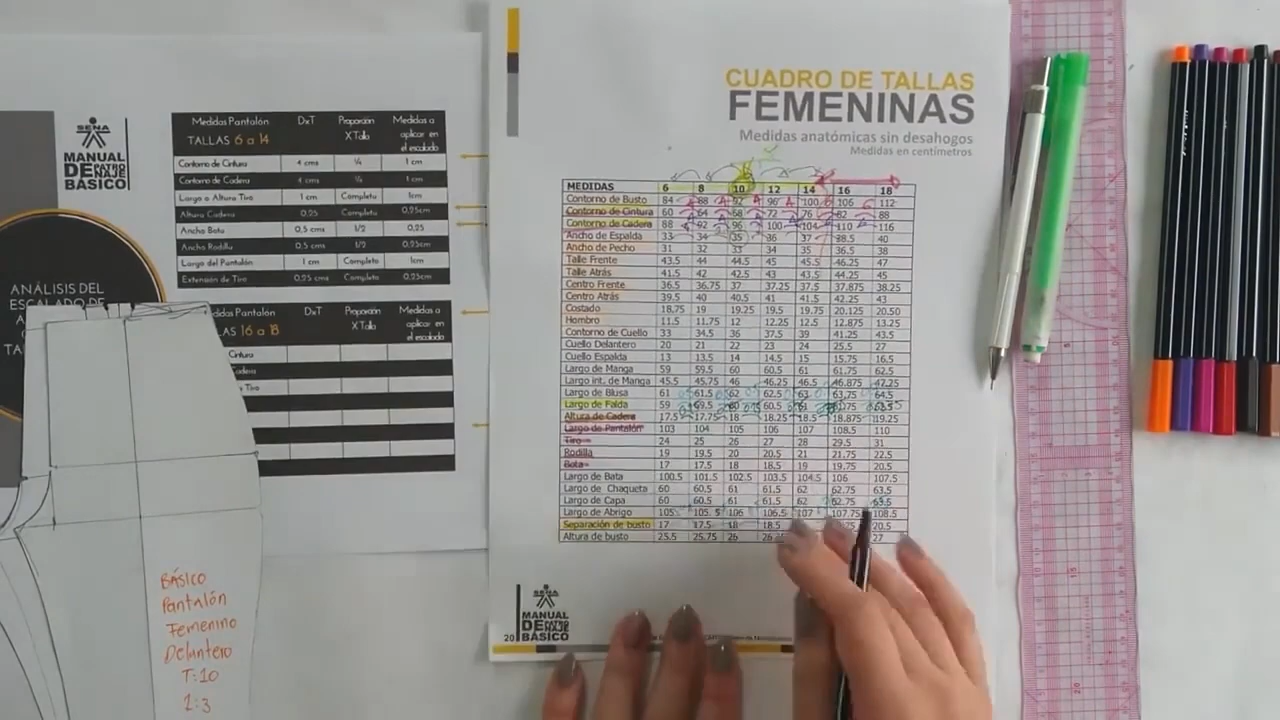 SENA
MANUAL
DE PATRONAJE
BÁSICO
ANÁLISIS DEL
ESCALADO DE
Medidas Pantalón DxT Proporción X Talla Medidas a aplicar en el escalado
TALLAS 6 a 14
Contorno de Cintura 4 cms ¼ 1 cm
Contorno de Cadera 4 cms ¼ 1 cm
Largo o Altura Tiro 1 cm Completo 1cm
Altura Cadera 0,25 Completo 0,25cm
Ancho Bota 0,5 cms 1/2 0,25
Ancho Rodilla 0,5 cms 1/2 0,25cm
Largo del Pantalón 1 cm Completo 1cm
Extensión de Tiro 0,25 cms Completo 0,25cm
didas Pantalón DxT Proporción X Talla Medidas a aplicar en el escalado
LAS 16 a 18
Cintura
Cadera
Tiro
BÁSICO
Pantalón
Femenino
Delantero
T:10
1:3
CUADRO DE TALLAS
FEMENINAS
Medidas anatómicas sin desahogos
Medidas en centímetros
MEDIDAS 6 8 10 12 14 16 18
Contorno de Busto 84 88 92 96 100 106 112
Contorno de Cintura 60 64 68 72 76 82 88
Contorno de Cadera 88 92 96 100 104 110 116
Ancho de Espalda 33 34 35 36 37 38.5 40
Ancho de Pecho 31 32 33 34 35 36.5 38
Talle Frente 43.5 44 44.5 45 45.5 46.25 47
Talle Atrás 41.5 42 42.5 43 43.5 44.25 45
Centro Frente 36.5 36.75 37 37.25 37.5 37.875 38.25
Centro Atrás 39.5 40 40.5 41 41.5 42.25 43
Costado 18.75 19 19.25 19.5 19.75 20.125 20.50
Hombro 11.5 11.75 12 12.25 12.5 12.875 13.25
Contorno de Cuello 33 34.5 36 37.5 39 41.25 43.5
Cuello Delantero 20 21 22 23 24 25.5 27
Cuello Espalda 13 13.5 14 14.5 15 15.75 16.5
Largo de Manga 59 59.5 60 60.5 61 61.75 62.5
Largo int. de Manga 45.5 45.75 46 46.25 46.5 46.875 47.25
Largo de Blusa 61 61.5 62 62.5 63 63.75 64.5
Largo de Falda 59 59.5 60 60.5 61
Altura de Cadera 17.5 17.75 18 18.25 18.5 18.875 19.25
Largo de Pantalón 103 104 105 106 107 108.5 110
Tiro 24 25 26 27 28 29.5 31
Rodilla 19 19.5 20 20.5 21 21.75 22.5
Bota 17 17.5 18 18.5 19 19.75 20.5
Largo de Bata 100.5 101.5 102.5 103.5 104.5 106 107.5
Largo de Chaqueta 60 60.5 61 61.5 62 62.75 63.5
Largo de Capa 60 60.5 61 61.5 62 62.75 63.5
Largo de Abrigo 105 105.5 106 106.5 107 107.75 108.5
Separación de busto 17 17.5 18 18.5 20.5
Altura de busto 25.5 25.75 26 27
20
SENA
MANUAL
DE PATRONAJE
BÁSICO